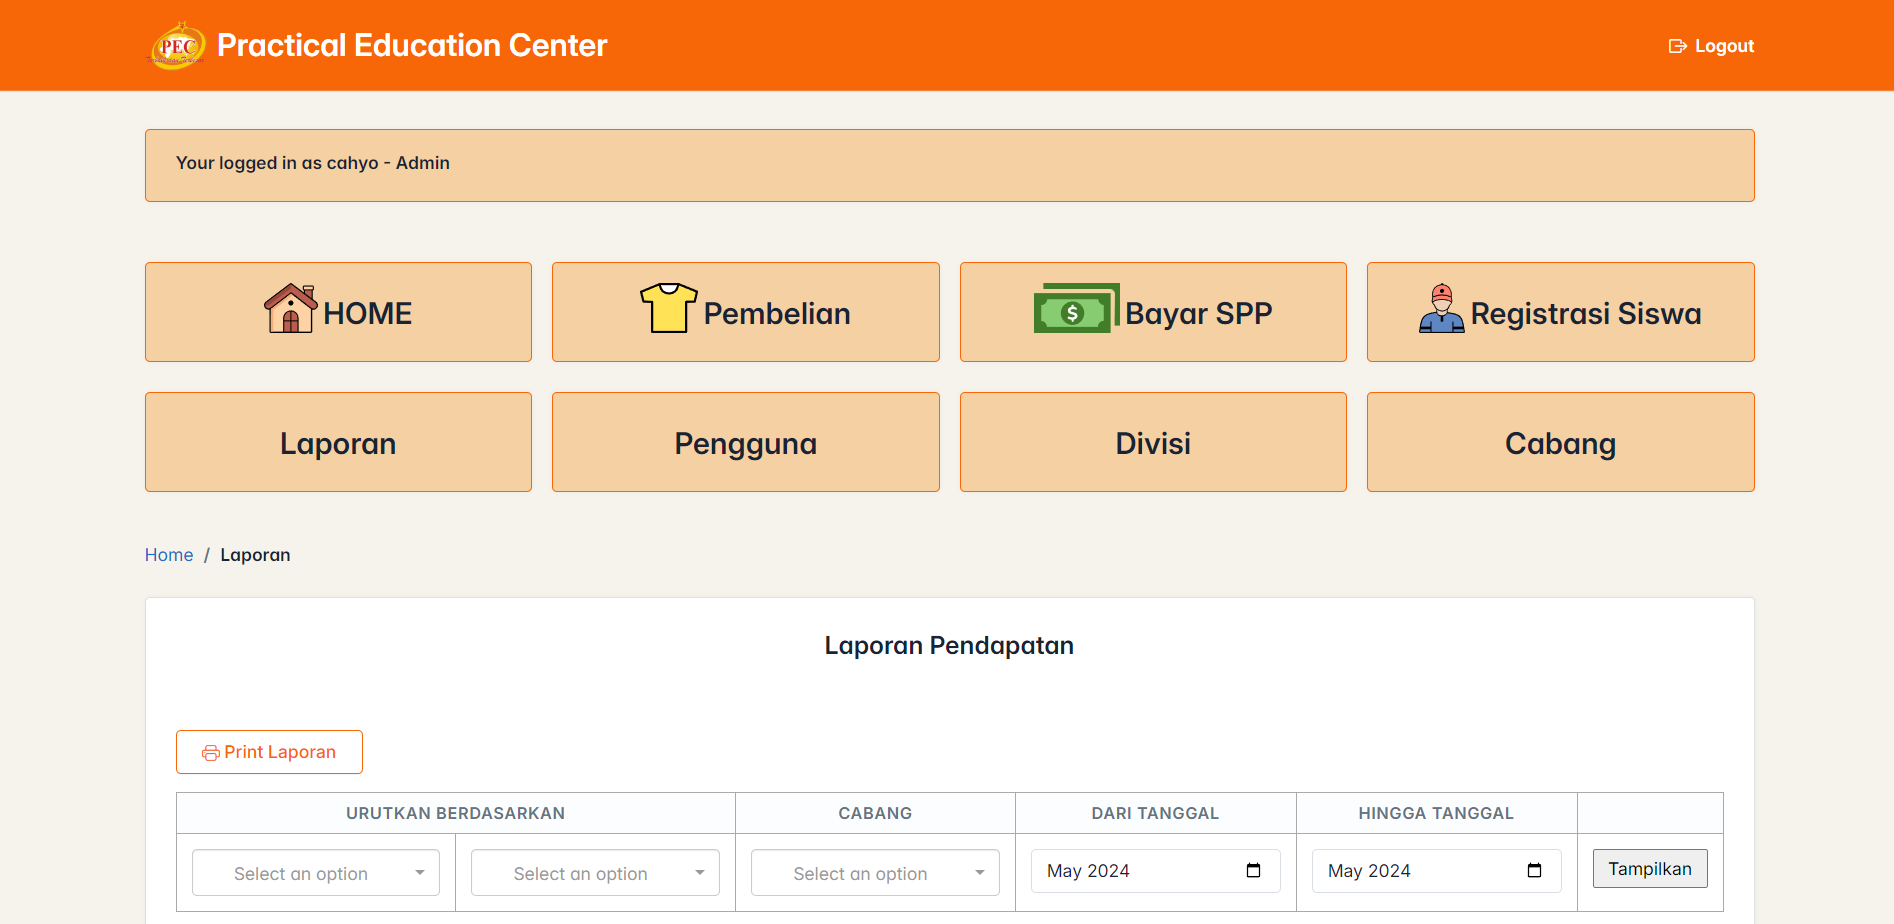 PEC
Practical Education Center
Logout
Your logged in as cahyo - Admin
HOME
Pembelian
$
Bayar SPP
Registrasi Siswa
Laporan
Pengguna
Divisi
Cabang
Home / Laporan
Laporan Pendapatan
Print Laporan
URUTKAN BERDASARKAN
CABANG
DARI TANGGAL
HINGGA TANGGAL
Select an option
Select an option
Select an option
May 2024
May 2024
Tampilkan